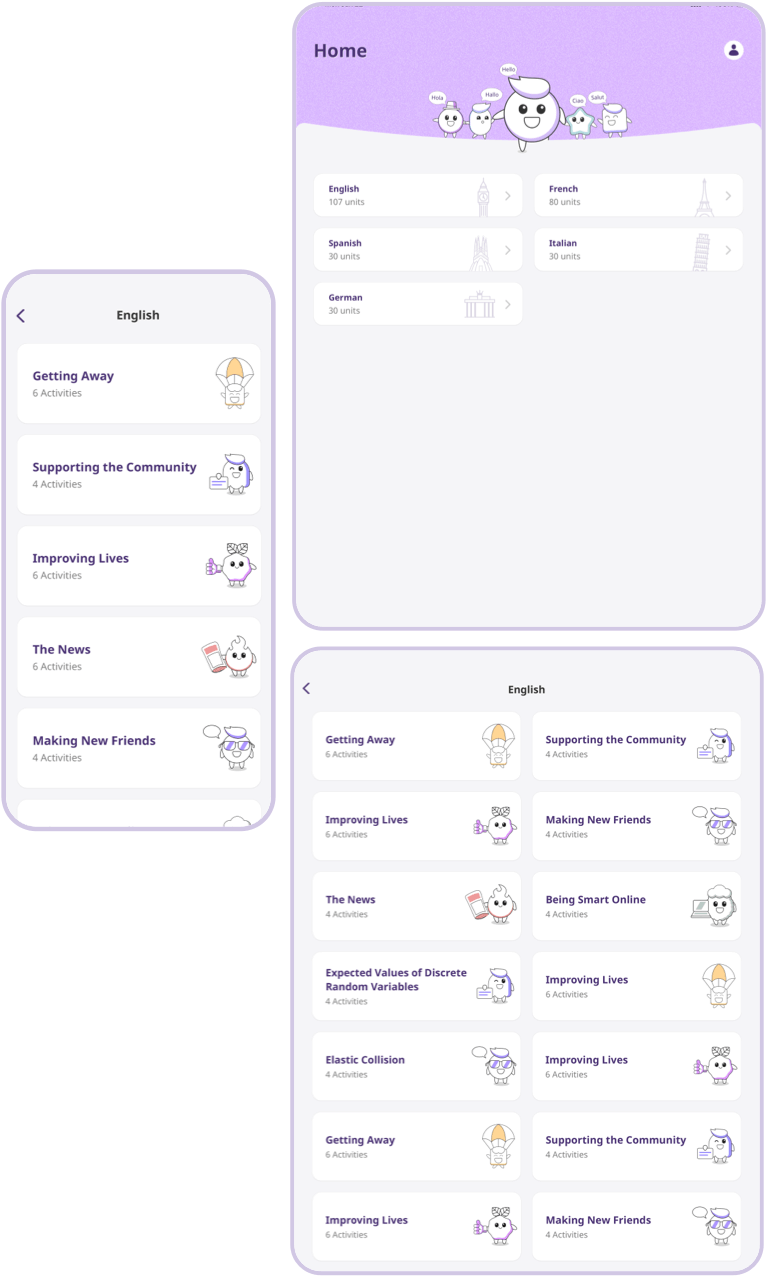 Home
Hello
Hola
Hallo
Ciao
Salut
English
107 units
French
80 units
Spanish
30 units
Italian
30 units
German
30 units
English
Getting Away
6 Activities
Supporting the Community
4 Activities
Improving Lives
6 Activities
The News
6 Activities
Making New Friends
4 Activities
English
Getting Away
6 Activities
Supporting the Community
4 Activities
Improving Lives
6 Activities
Making New Friends
4 Activities
The News
4 Activities
Being Smart Online
4 Activities
Expected Values of Discrete
Random Variables
4 Activities
Improving Lives
6 Activities
Elastic Collision
4 Activities
Improving Lives
6 Activities
Getting Away
6 Activities
Supporting the Community
4 Activities
Improving Lives
6 Activities
Making New Friends
4 Activities